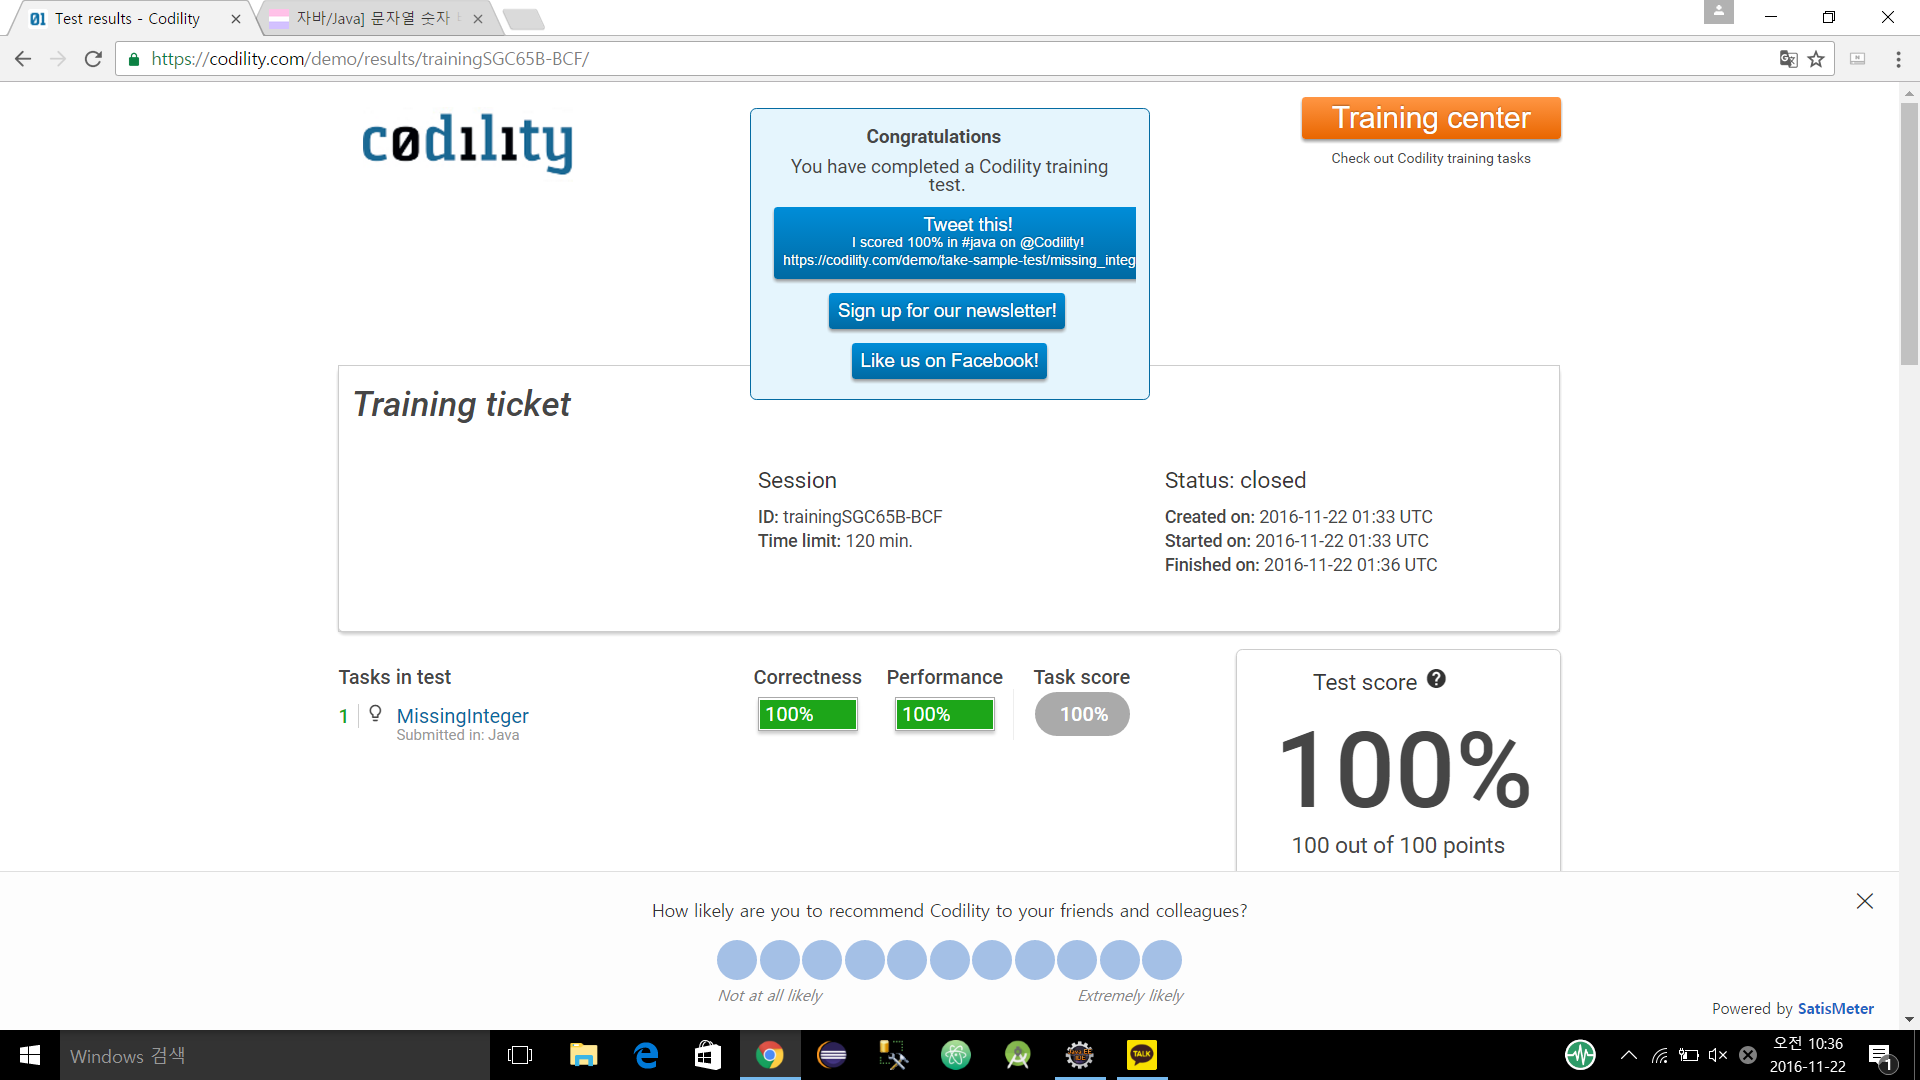 Test results - Codility
자바/Java] 문자열 숫자
https://codility.com/demo/results/trainingSGC65B-BCF/
codility
Congratulations
You have completed a Codility training
test.
Tweet this!
I scored 100% in #java on @Codility!
https://codility.com/demo/take-sample-test/missing_integ
Sign up for our newsletter!
Like us on Facebook!
Training center
Check out Codility training tasks
Training ticket
Session
ID: trainingSGC65B-BCF
Time limit: 120 min.
Status: closed
Created on: 2016-11-22 01:33 UTC
Started on: 2016-11-22 01:33 UTC
Finished on: 2016-11-22 01:36 UTC
Tasks in test
Correctness
Performance
Task score
1
MissingInteger
Submitted in: Java
100%
100%
100%
Test score ?
100%
100 out of 100 points
How likely are you to recommend Codility to your friends and colleagues?
Not at all likely
Extremely likely
Powered by SatisMeter
Windows 검색
TALK
오전 10:36
2016-11-22
1